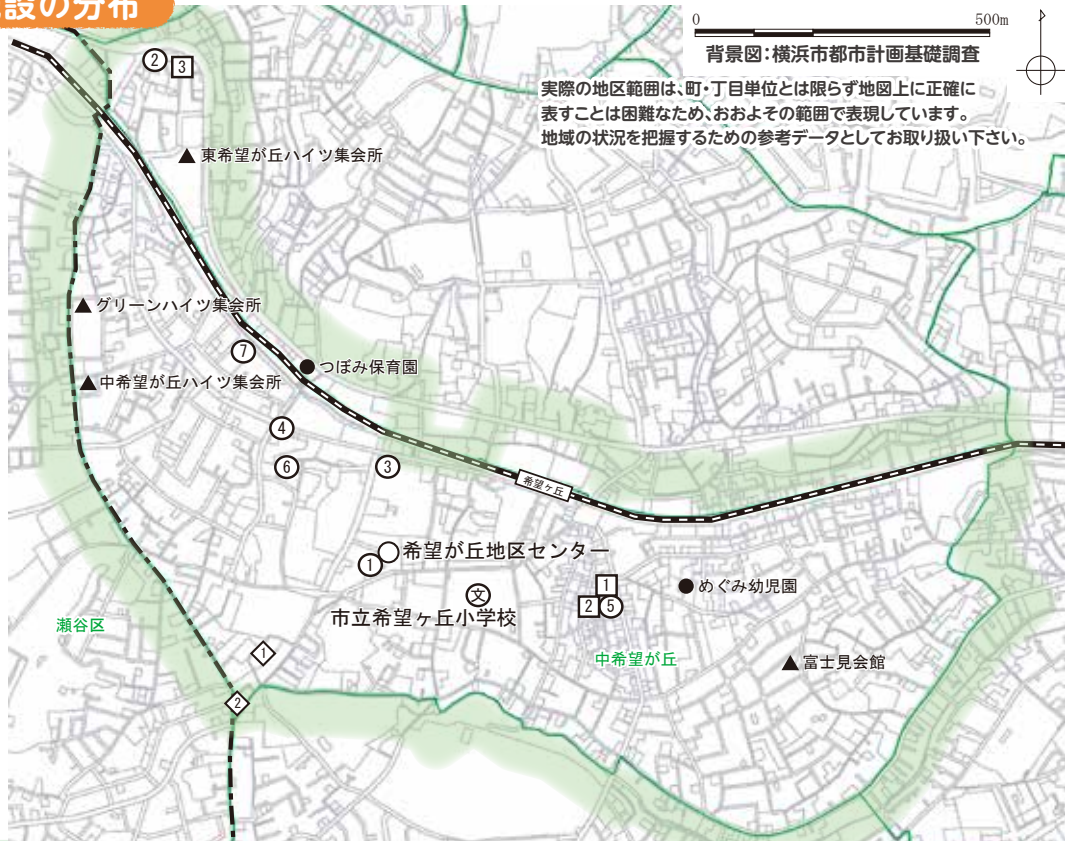 設の分布
0 500m
背景図：横浜市都市計画基礎調査
実際の地区範囲は、町・丁目単位とは限らず地図上に正確に
表すことは困難なため、おおよその範囲で表現しています。
地域の状況を把握するための参考データとしてお取り扱い下さい。
2 3
▲ 東希望が丘ハイツ集会所
▲ グリーンハイツ集会所
7
● つぼみ保育園
▲ 中希望が丘ハイツ集会所
4
6
3
希望ヶ丘
希望が丘地区センター
1
文
市立希望ヶ丘小学校
1
2 5
● めぐみ幼児園
瀬谷区
1
中希望が丘
▲ 富士見会館
2